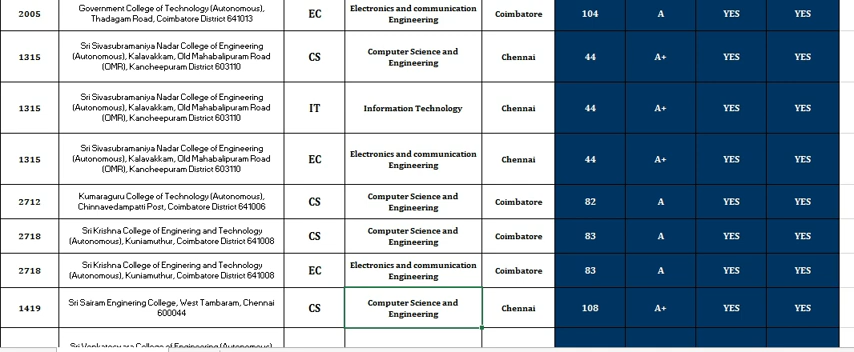 2005
Government College of Technology (Autonomous),
Thadagam Road, Coimbatore District 641013
EC
Electronics and communication
Engineering
Coimbatore
104
A
YES
YES
1315
Sri Sivasubramaniya Nadar College of Engineering
(Autonomous), Kalavakkam, Old Mahabalipuram Road
(OMR), Kancheepuram District 603110
CS
Computer Science and
Engineering
Chennai
44
A+
YES
YES
1315
Sri Sivasubramaniya Nadar College of Engineering
(Autonomous), Kalavakkam, Old Mahabalipuram Road
(OMR), Kancheepuram District 603110
IT
Information Technology
Chennai
44
A+
YES
YES
1315
Sri Sivasubramaniya Nadar College of Engineering
(Autonomous), Kalavakkam, Old Mahabalipuram Road
(OMR), Kancheepuram District 603110
EC
Electronics and communication
Engineering
Chennai
44
A+
YES
YES
2712
Kumaraguru College of Technology (Autonomous),
Chinnavedampatti Post, Coimbatore District 641006
CS
Computer Science and
Engineering
Coimbatore
82
A
YES
YES
2718
Sri Krishna College of Enginering and Technology
(Autonomous), Kuniamuthur, Coimbatore District 641008
CS
Computer Science and
Engineering
Coimbatore
83
A
YES
YES
2718
Sri Krishna College of Enginering and Technology
(Autonomous), Kuniamuthur, Coimbatore District 641008
EC
Electronics and communication
Engineering
Coimbatore
83
A
YES
YES
1419
Sri Sairam Enginering College, West Tambaram, Chennai
600044
CS
Computer Science and
Engineering
Chennai
108
A+
YES
YES
Sri Venkateswara College of Engineering (Autonomous)